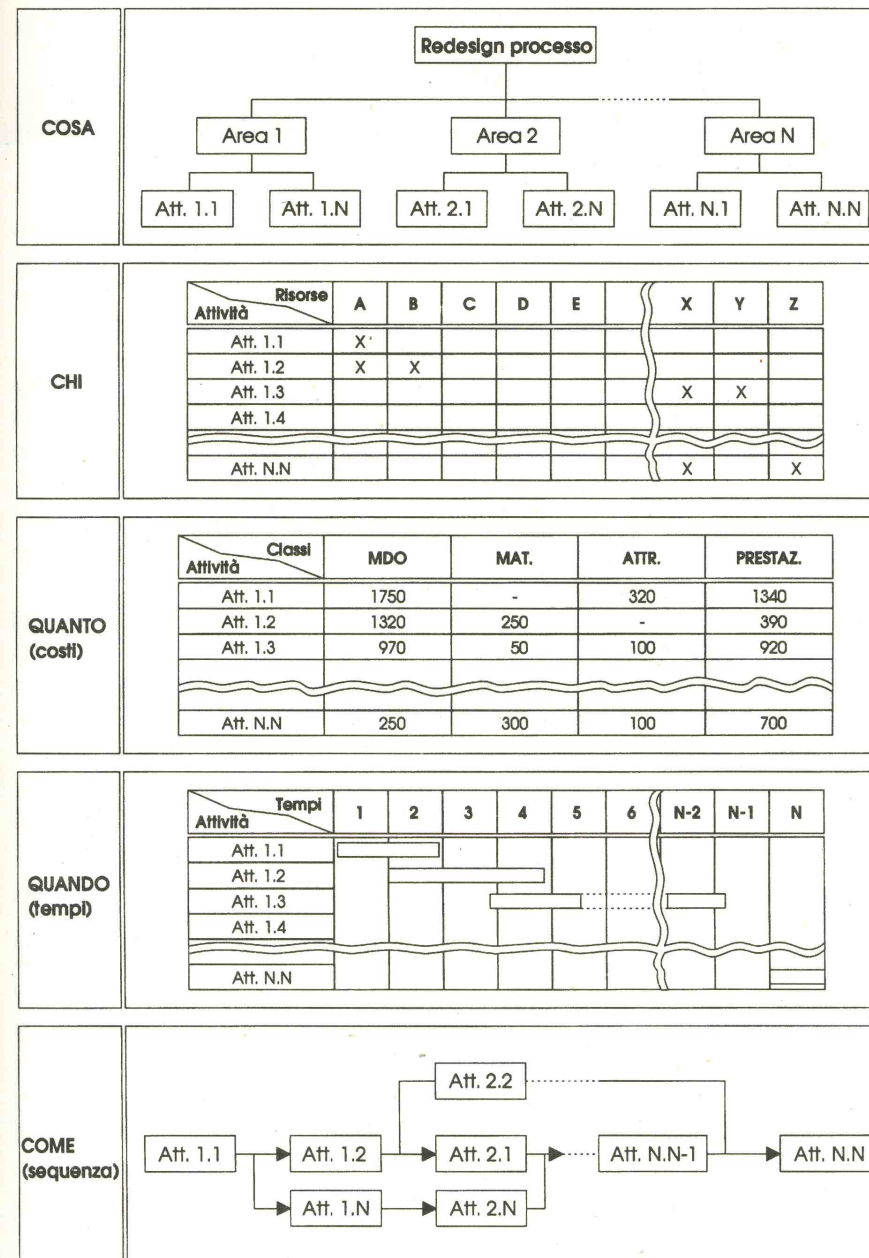 COSA
Redesign processo
Area 1 Area 2 Area N
Att. 1.1 Att. 1.N Att. 2.1 Att. 2.N Att. N.1 Att. N.N
CHI
Risorse
Attività A B C D E X Y Z
Att. 1.1 X
Att. 1.2 X X
Att. 1.3 X X
Att. 1.4
Att. N.N X X
QUANTO
(costi)
Classi
Attività MDO MAT. ATTR. PRESTAZ.
Att. 1.1 1750 - 320 1340
Att. 1.2 1320 250 - 390
Att. 1.3 970 50 100 920
Att. N.N 250 300 100 700
QUANDO
(tempi)
Tempi
Attività 1 2 3 4 5 6 N-2 N-1 N
Att. 1.1
Att. 1.2
Att. 1.3
Att. 1.4
Att. N.N
COME
(sequenza)
Att. 2.2
Att. 1.1 Att. 1.2 Att. 2.1 Att. N.N-1 Att. N.N
Att. 1.N Att. 2.N